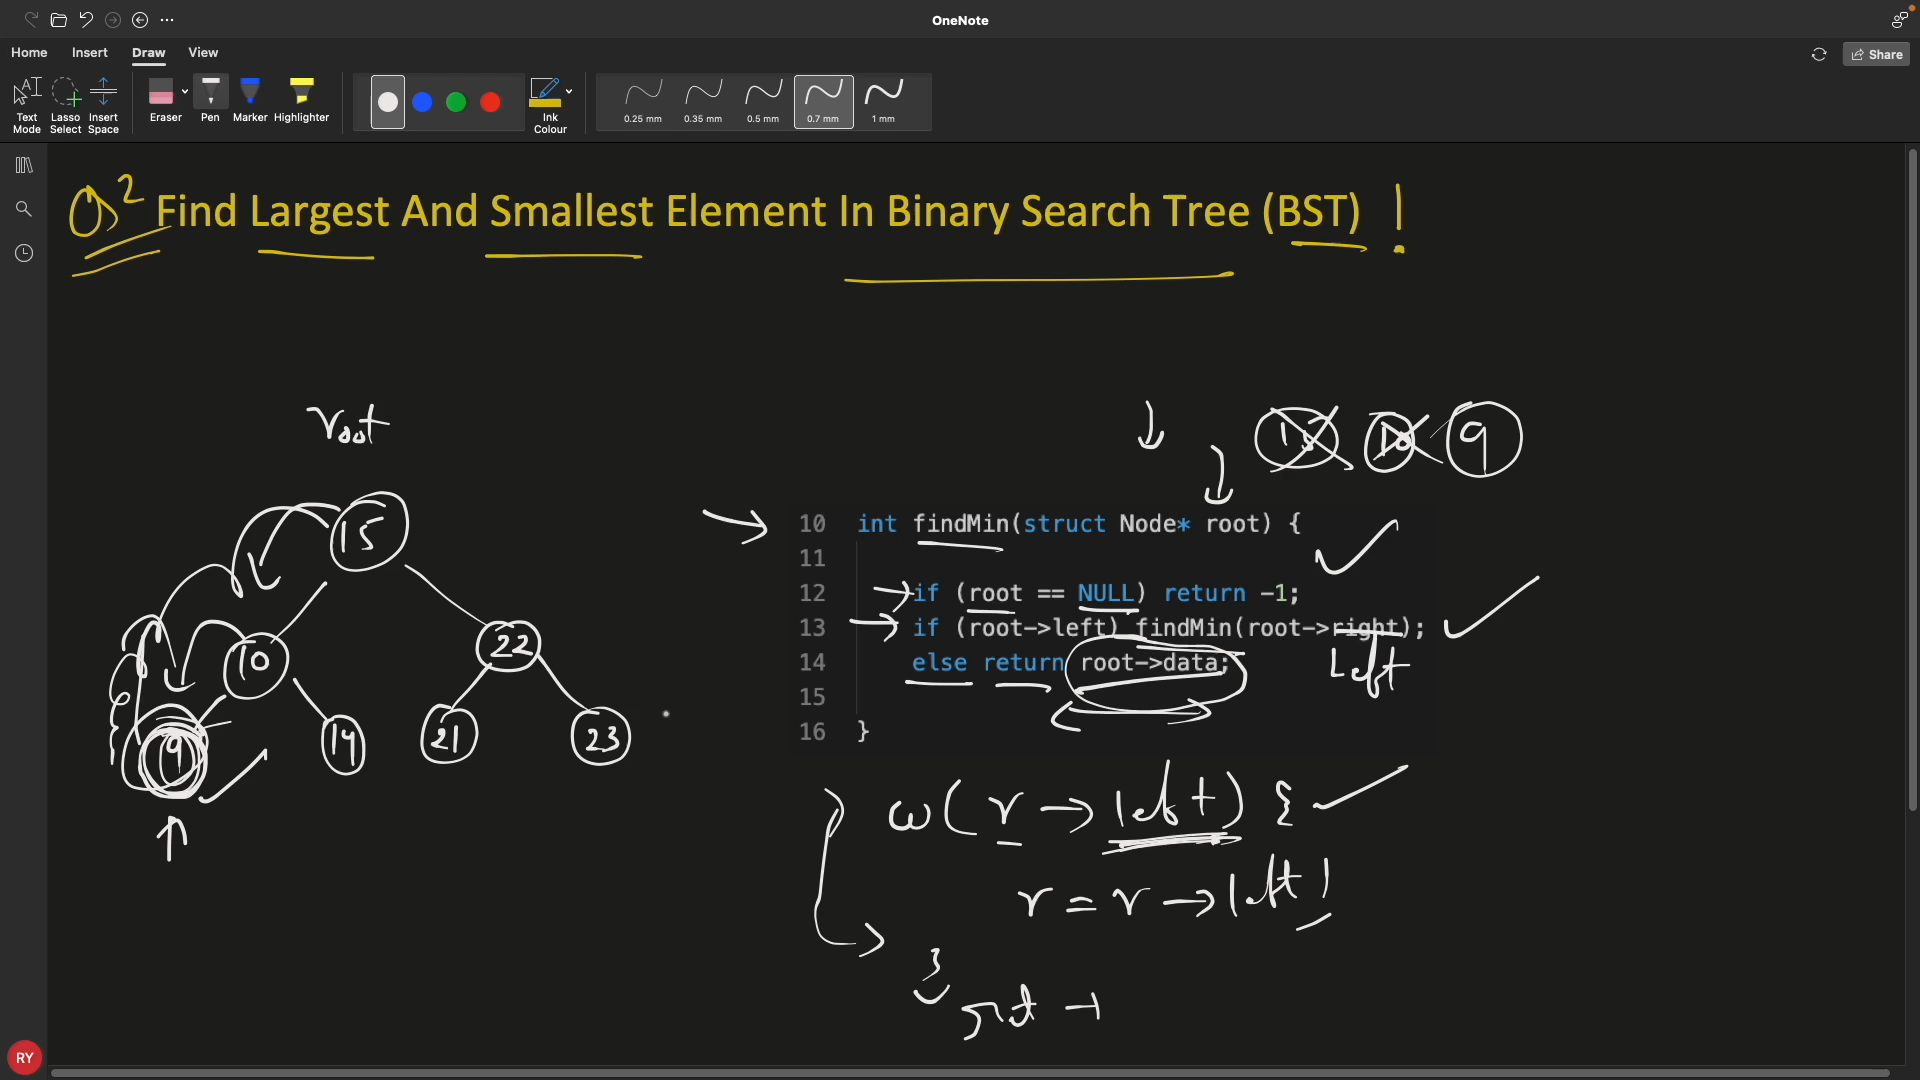 OneNote
Home Insert Draw View
Share
Text Mode
Lasso Select
Insert Space
Eraser
Pen
Marker
Highlighter
Ink Colour
0.25 mm
0.35 mm
0.5 mm
0.7 mm
1 mm
Find Largest And Smallest Element In Binary Search Tree (BST) !
root
15
10 22
9 14 21 23
10 9
10 int findMin(struct Node* root) {
11
12 if (root == NULL) return -1;
13 if (root->left) findMin(root->right);
left
14 else return root->data;
15
16 }
w(r → left) {
r = r → left
}
RY